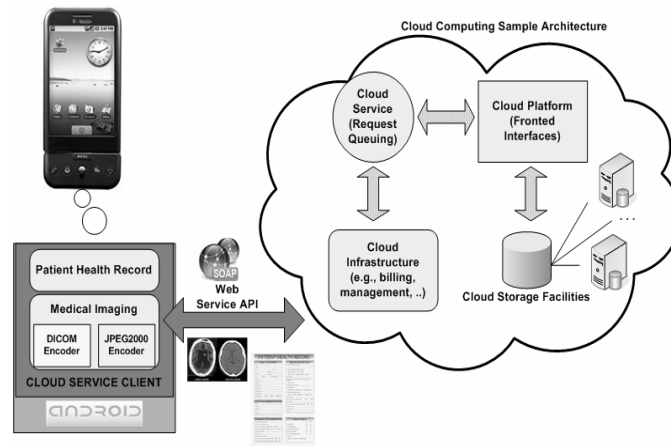 T · ·Mobile·
Cloud Computing Sample Architecture
Cloud
Service
(Request
Queuing)
Cloud Platform
(Fronted
Interfaces)
. . .
Cloud
Infrastructure
(e.g., billing,
management, ..)
Cloud Storage Facilities
SOAP
Web
Service API
Patient Health Record
Medical Imaging
DICOM
Encoder
JPEG2000
Encoder
CLOUD SERVICE CLIENT
ANDROID
PATIENT HEALTH RECORD